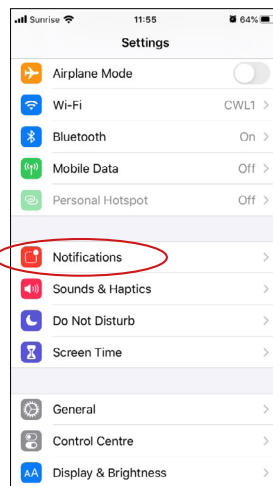 Sunrise 11:55 64%
Settings
Airplane Mode
Wi-Fi CWL1
Bluetooth On
Mobile Data Off
Personal Hotspot Off
Notifications
Sounds & Haptics
Do Not Disturb
Screen Time
General
Control Centre
AA Display & Brightness